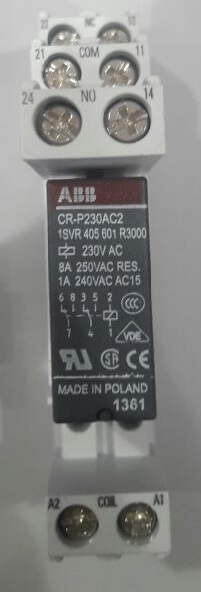 22 NC 12
21 COM 11
24 NO 14
ABB
CR-P230AC2
1SVR 405 601 R3000
230V AC
8A 250VAC RES.
1A 240VAC AC15
6 8 3 5 2
7 4 1
CCC
VDE
MADE IN POLAND
1361
A2 COIL A1